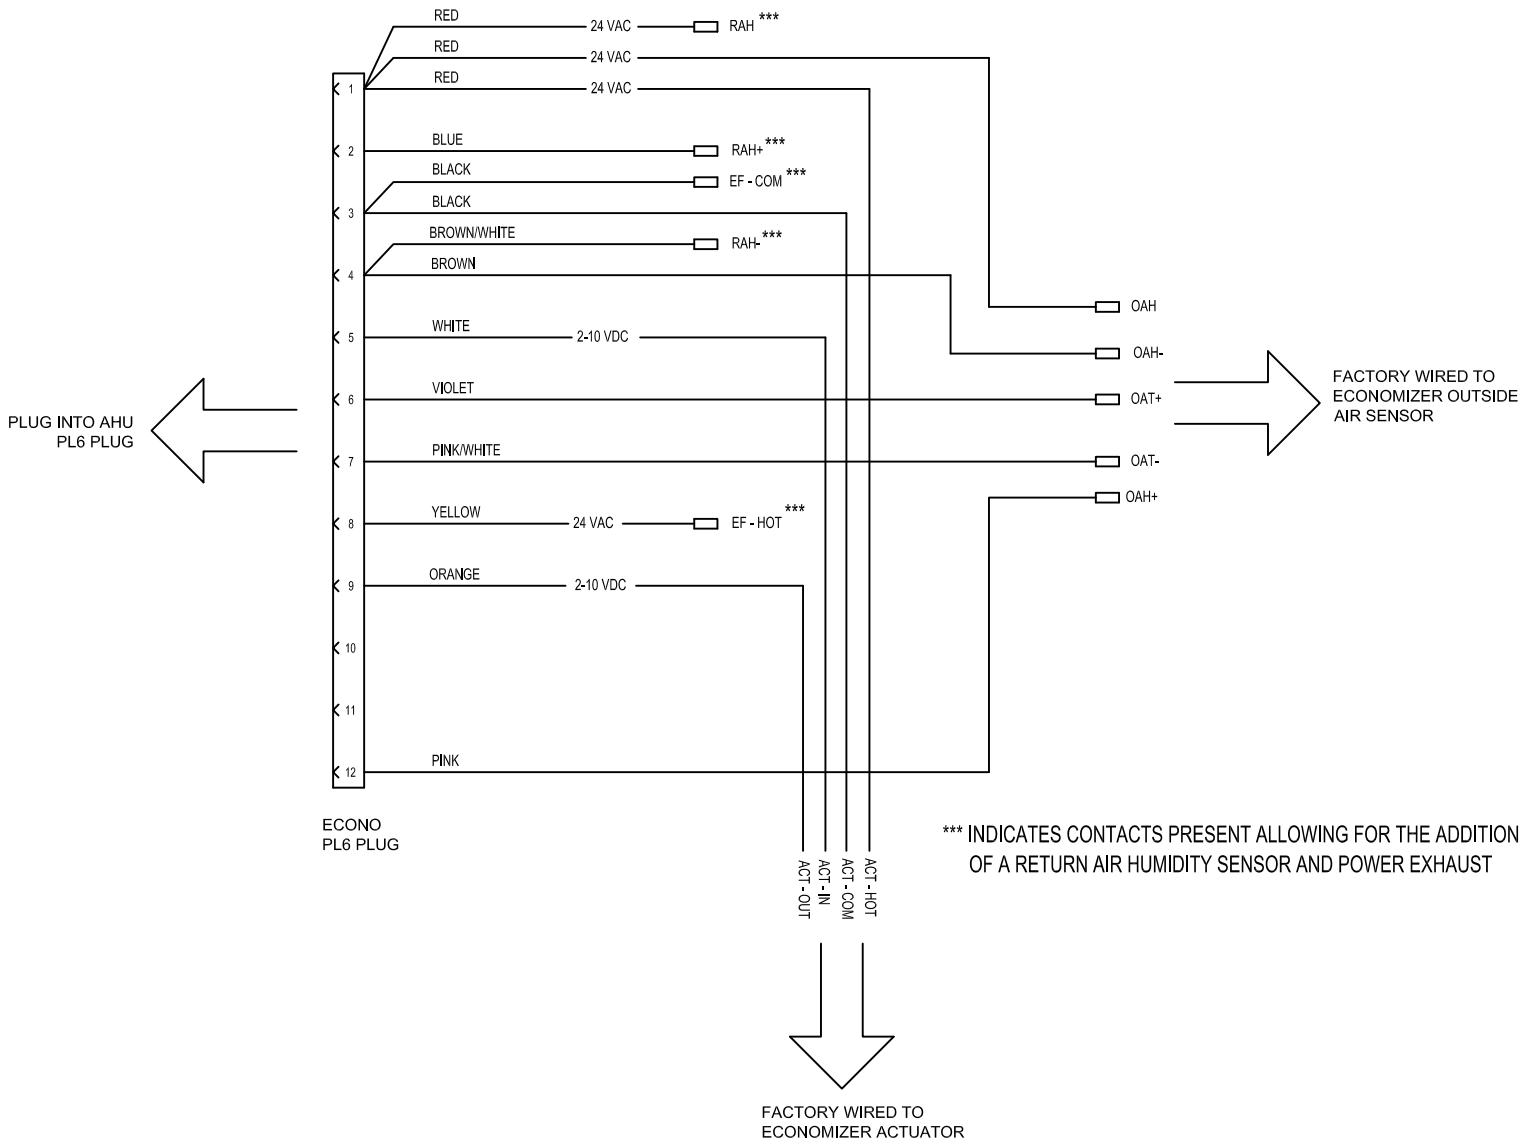 RED
24 VAC
RAH ***
RED
24 VAC
RED
1
24 VAC
BLUE
2
RAH+***
BLACK
EF - COM ***
BLACK
3
BROWN/WHITE
RAH-***
BROWN
4
OAH
WHITE
5
2-10 VDC
OAH-
VIOLET
6
OAT+
FACTORY WIRED TO
ECONOMIZER OUTSIDE
AIR SENSOR
PLUG INTO AHU
PL6 PLUG
PINK/WHITE
7
OAT-
OAH+
YELLOW
8
24 VAC
EF - HOT ***
ORANGE
9
2-10 VDC
10
11
PINK
12
ECONO
PL6 PLUG
*** INDICATES CONTACTS PRESENT ALLOWING FOR THE ADDITION
OF A RETURN AIR HUMIDITY SENSOR AND POWER EXHAUST
ACT - OUT
ACT - IN
ACT - COM
ACT - HOT
FACTORY WIRED TO
ECONOMIZER ACTUATOR